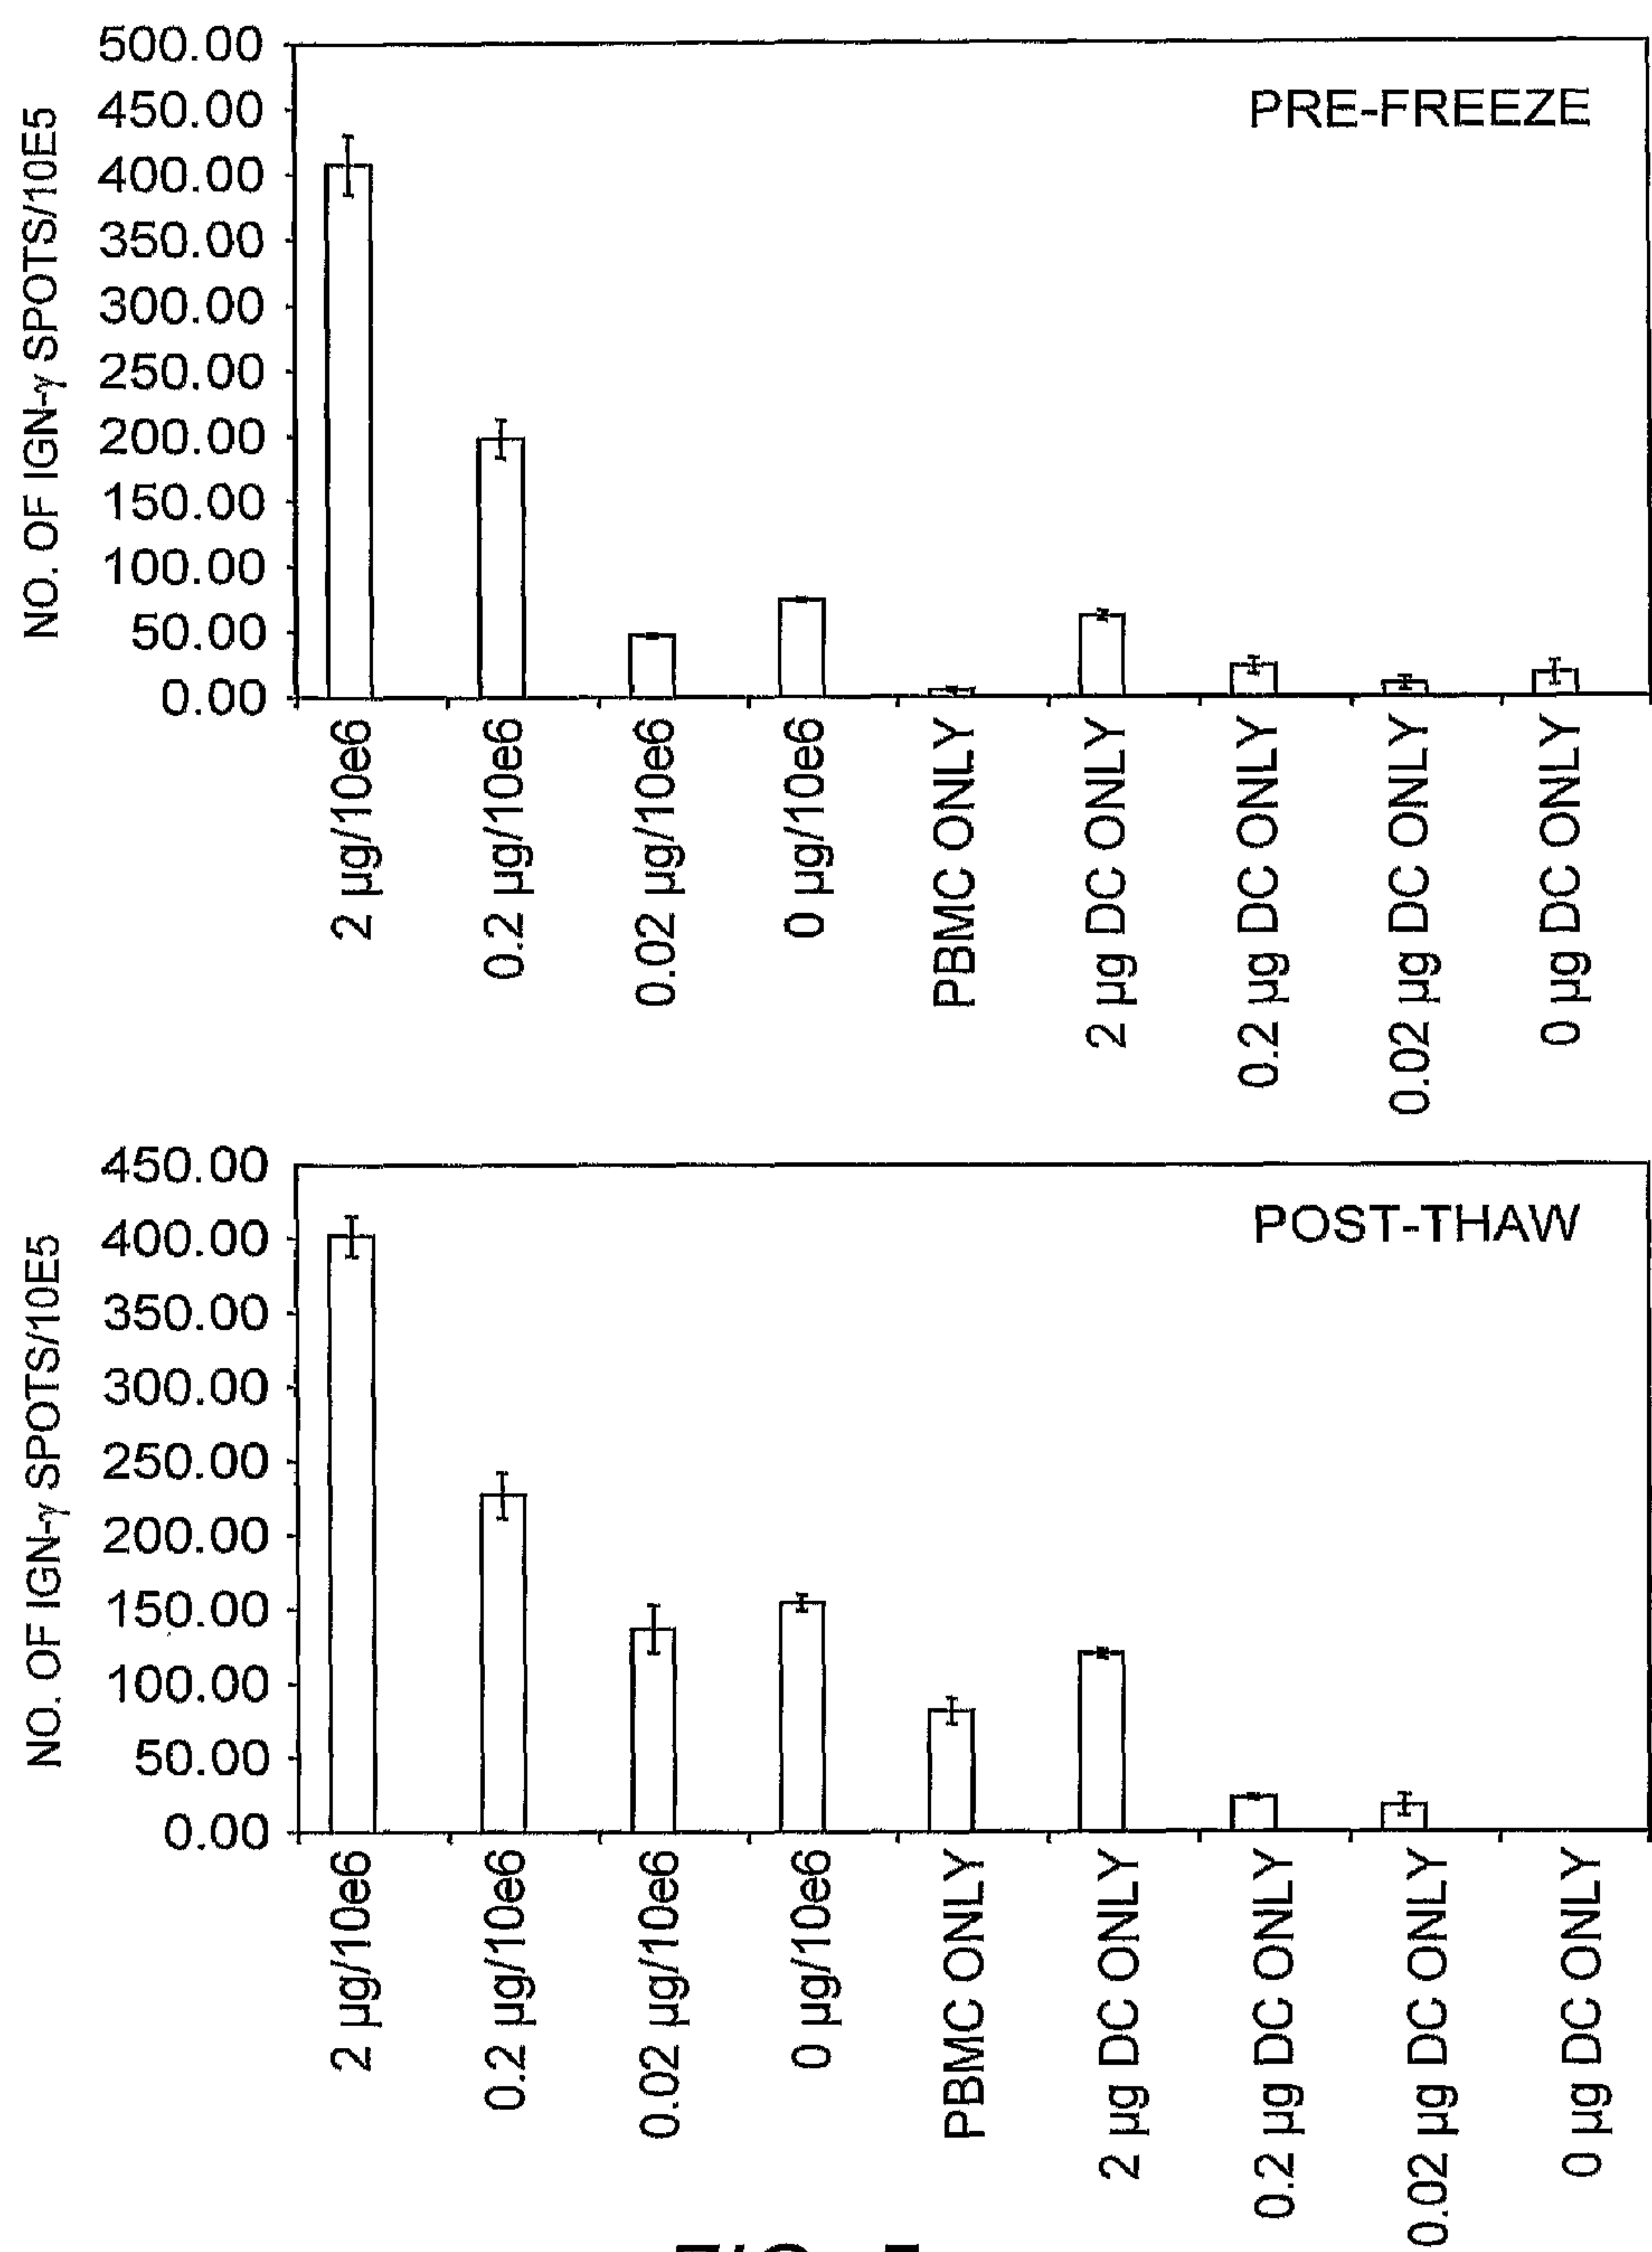 NO. OF IGN-γ SPOTS/10E5
500.00
450.00
400.00
350.00
300.00
250.00
200.00
150.00
100.00
50.00
0.00
PRE-FREEZE
2 µg/10e6
0.2 µg/10e6
0.02 µg/10e6
0 µg/10e6
PBMC ONLY
2 µg DC ONLY
0.2 µg DC ONLY
0.02 µg DC ONLY
0 µg DC ONLY
NO. OF IGN-γ SPOTS/10E5
450.00
400.00
350.00
300.00
250.00
200.00
150.00
100.00
50.00
0.00
POST-THAW
2 µg/10e6
0.2 µg/10e6
0.02 µg/10e6
0 µg/10e6
PBMC ONLY
2 µg DC ONLY
0.2 µg DC ONLY
0.02 µg DC ONLY
0 µg DC ONLY